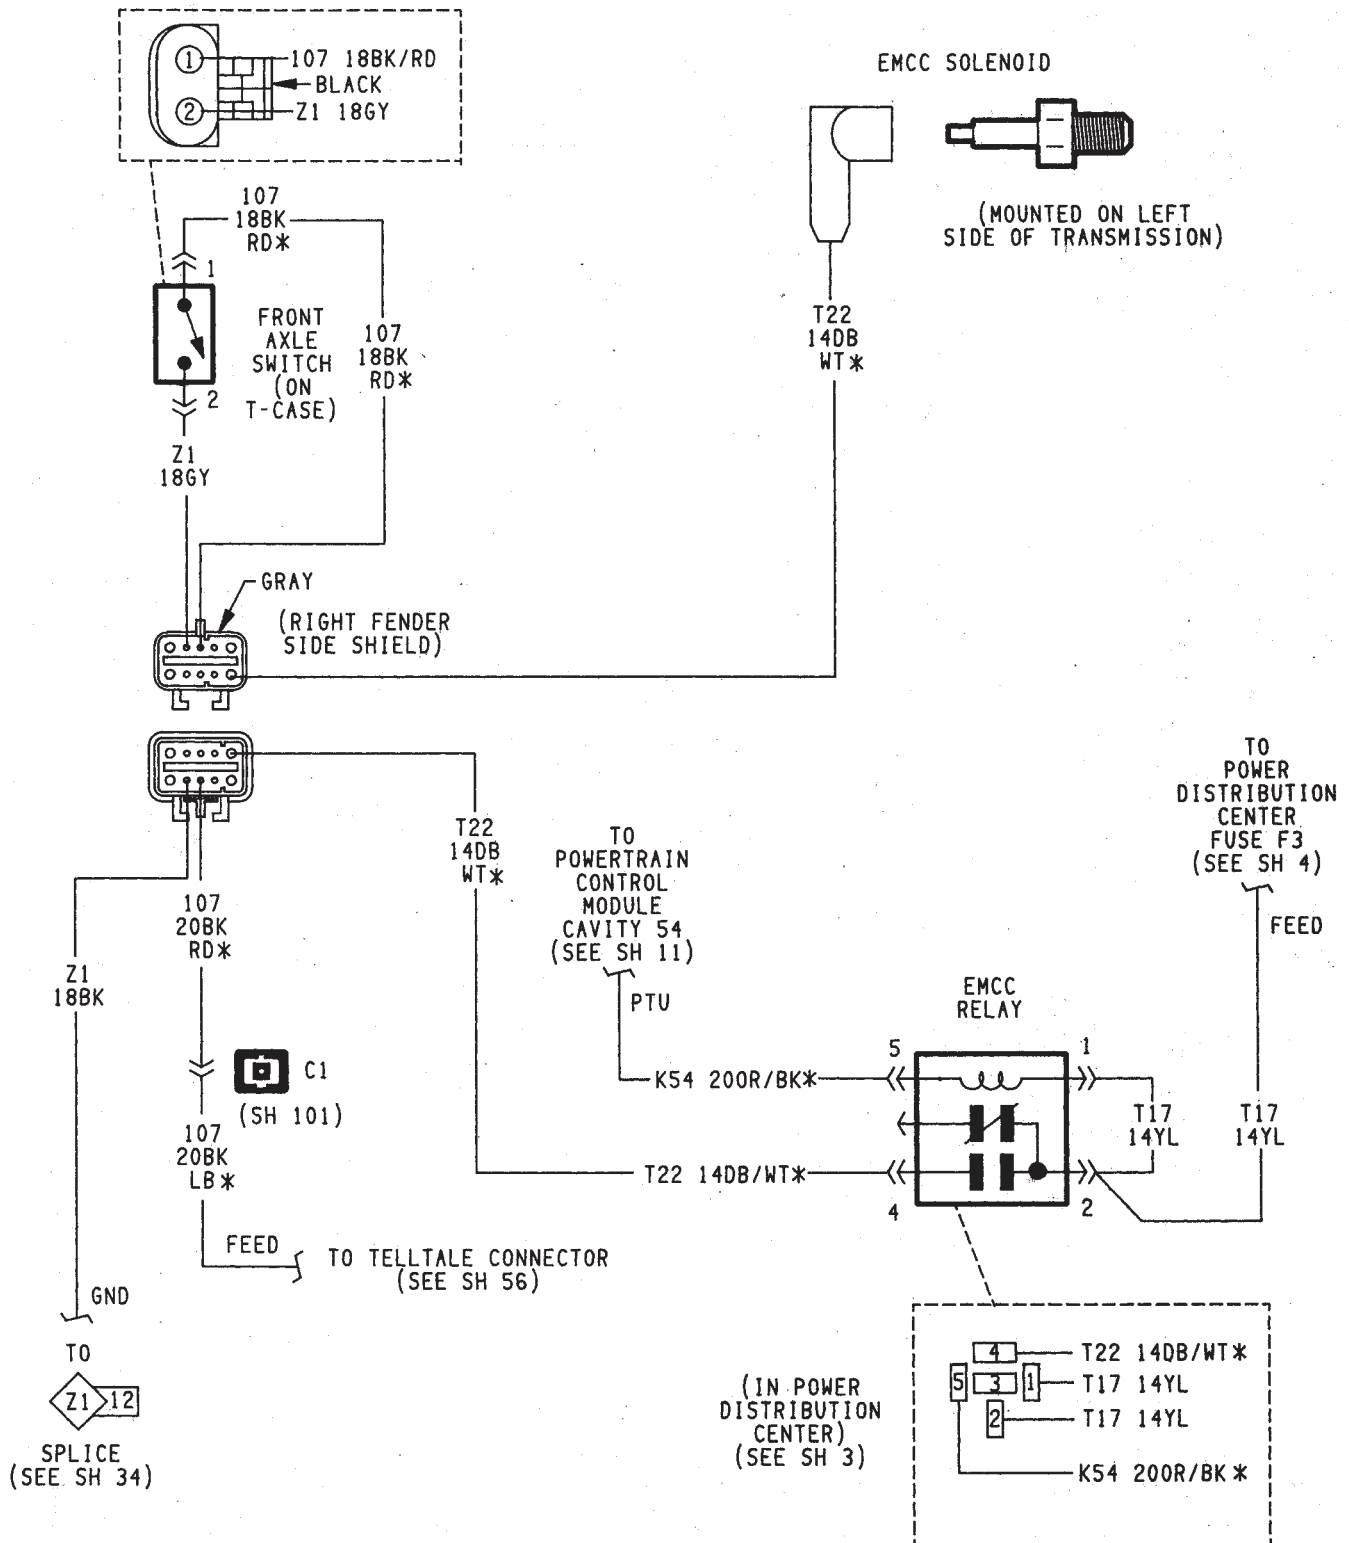 1
107 18BK/RD
BLACK
2
Z1 18GY
EMCC SOLENOID
(MOUNTED ON LEFT
SIDE OF TRANSMISSION)
107
18BK
RD*
1
FRONT
AXLE
SWITCH
(ON
T-CASE)
2
107
18BK
RD*
T22
14DB
WT*
Z1
18GY
GRAY
(RIGHT FENDER
SIDE SHIELD)
TO
POWER
DISTRIBUTION
CENTER
FUSE F3
(SEE SH 4)
FEED
T22
14DB
WT*
TO
POWERTRAIN
CONTROL
MODULE
CAVITY 54
(SEE SH 11)
PTU
107
20BK
RD*
Z1
18BK
EMCC
RELAY
5
1
K54 20OR/BK*
C1
(SH 101)
107
20BK
LB*
T17
14YL
T17
14YL
T22 14DB/WT*
4
2
FEED
TO TELLTALE CONNECTOR
(SEE SH 56)
GND
TO
Z1
12
SPLICE
(SEE SH 34)
(IN POWER
DISTRIBUTION
CENTER)
(SEE SH 3)
4
T22 14DB/WT*
5
3
1
T17 14YL
2
T17 14YL
K54 20OR/BK*